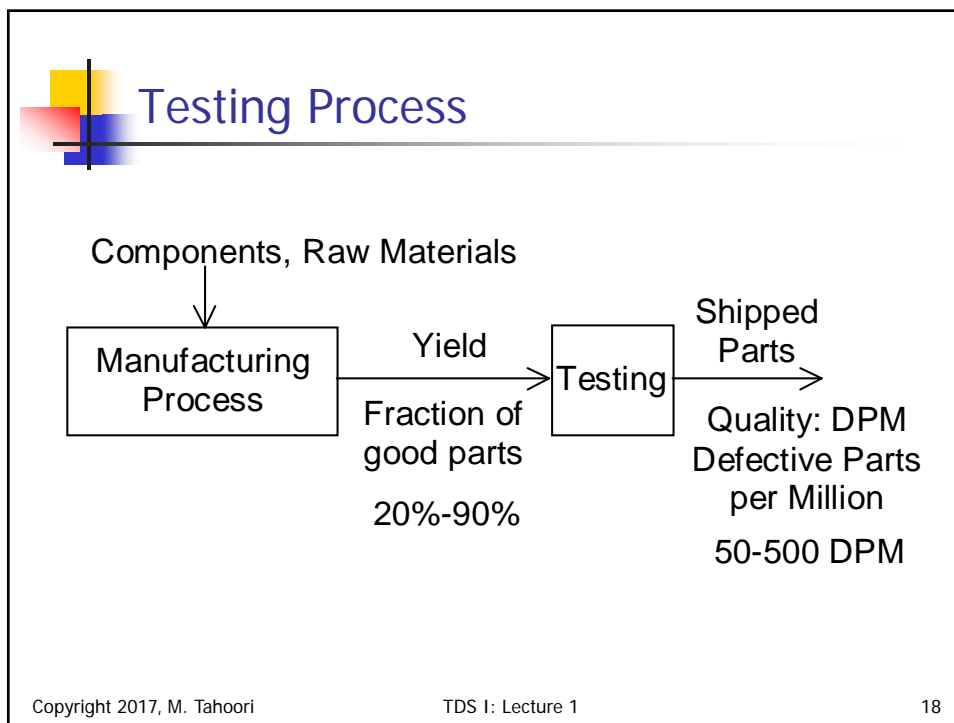 Testing Process
Components, Raw Materials
Manufacturing
Process
Yield
Fraction of
good parts
20%-90%
Testing
Shipped
Parts
Quality: DPM
Defective Parts
per Million
50-500 DPM
Copyright 2017, M. Tahoori
TDS I: Lecture 1
18